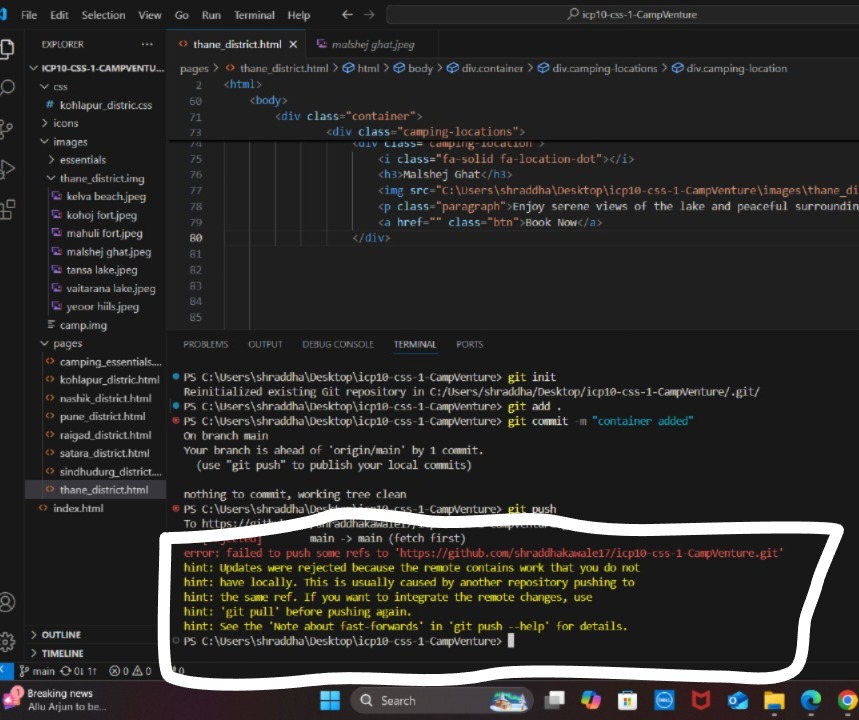 File Edit Selection View Go Run Terminal Help
icp10-css-1-CampVenture
EXPLORER
ICP10-CSS-1-CAMPVENTU...
css
kohlapur_distric.css
icons
images
essentials
thane_district.img
kelva beach.jpeg
kohoj fort.jpeg
mahuli fort.jpeg
malshej ghat.jpeg
tansa lake.jpeg
vaitarana lake.jpeg
yeoor hiils.jpeg
camp.img
pages
camping_essentials....
kohlapur_distric.html
nashik_district.html
pune_district.html
raigad_district.html
satara_district.html
sindhudurg_district....
thane_district.html
index.html
OUTLINE
TIMELINE
thane_district.html malshej ghat.jpeg
pages > thane_district.html > html > body > div.container > div.camping-locations > div.camping-location
2 <html>
60 <body>
71 <div class="container">
73 <div class="camping-locations">
74 <div class="camping-location">
75 <i class="fa-solid fa-location-dot"></i>
76 <h3>Malshej Ghat</h3>
77 <img src="C:\Users\shraddha\Desktop\icp10-css-1-CampVenture\images\thane_di
78 <p class="paragraph">Enjoy serene views of the lake and peaceful surroundin
79 <a href="" class="btn">Book Now</a>
80 </div>
81
82
83
84
85
PROBLEMS OUTPUT DEBUG CONSOLE TERMINAL PORTS
PS C:\Users\shraddha\Desktop\icp10-css-1-CampVenture> git init
Reinitialized existing Git repository in C:/Users/shraddha/Desktop/icp10-css-1-CampVenture/.git/
PS C:\Users\shraddha\Desktop\icp10-css-1-CampVenture> git add .
PS C:\Users\shraddha\Desktop\icp10-css-1-CampVenture> git commit -m "container added"
On branch main
Your branch is ahead of 'origin/main' by 1 commit.
(use "git push" to publish your local commits)
nothing to commit, working tree clean
PS C:\Users\shraddha\Desktop\icp10-css-1-CampVenture> git push
To
main -> main (fetch first)
error: failed to push some refs to 'https://github.com/shraddhakawale17/icp10-css-1-CampVenture.git'
hint: Updates were rejected because the remote contains work that you do not
hint: have locally. This is usually caused by another repository pushing to
hint: the same ref. If you want to integrate the remote changes, use
hint: 'git pull' before pushing again.
hint: See the 'Note about fast-forwards' in 'git push --help' for details.
PS C:\Users\shraddha\Desktop\icp10-css-1-CampVenture>
main 0↓ 1↑ 0 0 0
1
Breaking news
Allu Arjun to be...
Search